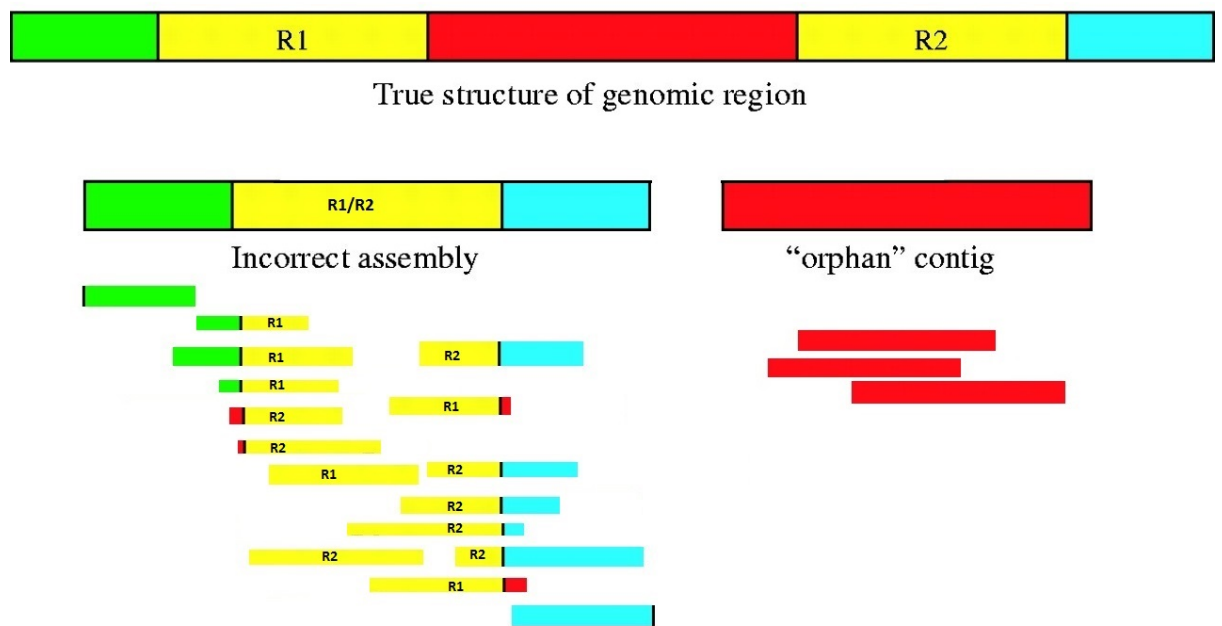 R1 R2
True structure of genomic region
R1/R2
Incorrect assembly “orphan” contig
R1
R1 R2
R1
R1
R2
R2
R1 R2
R2
R2
R2 R2
R1